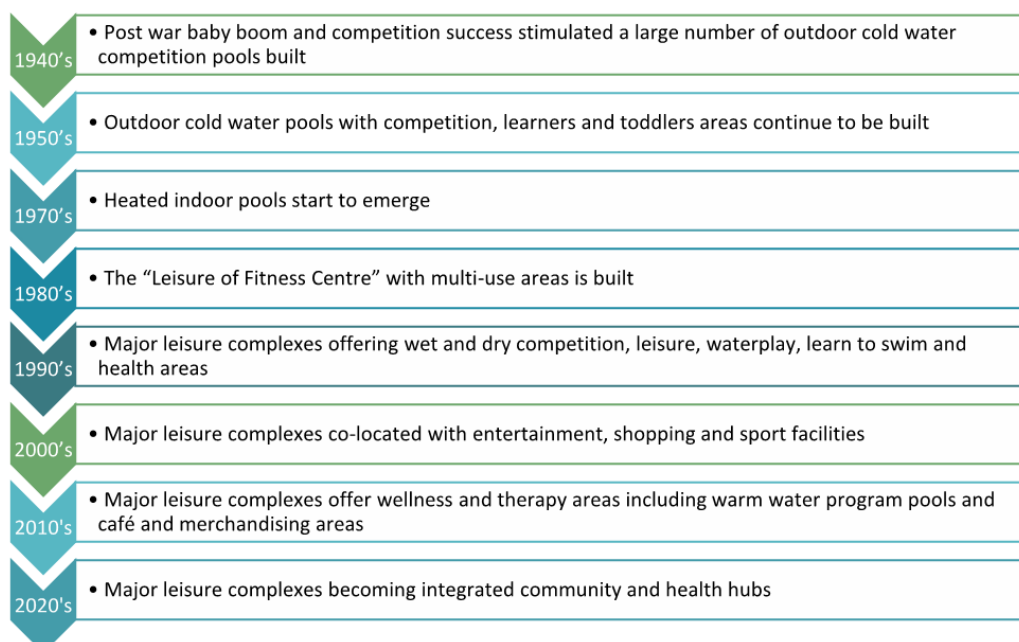 1940’s
• Post war baby boom and competition success stimulated a large number of outdoor cold water
competition pools built
1950’s
• Outdoor cold water pools with competition, learners and toddlers areas continue to be built
1970’s
• Heated indoor pools start to emerge
1980’s
• The “Leisure of Fitness Centre” with multi-use areas is built
1990’s
• Major leisure complexes offering wet and dry competition, leisure, waterplay, learn to swim and
health areas
2000’s
• Major leisure complexes co-located with entertainment, shopping and sport facilities
2010's
• Major leisure complexes offer wellness and therapy areas including warm water program pools and
café and merchandising areas
2020's
• Major leisure complexes becoming integrated community and health hubs